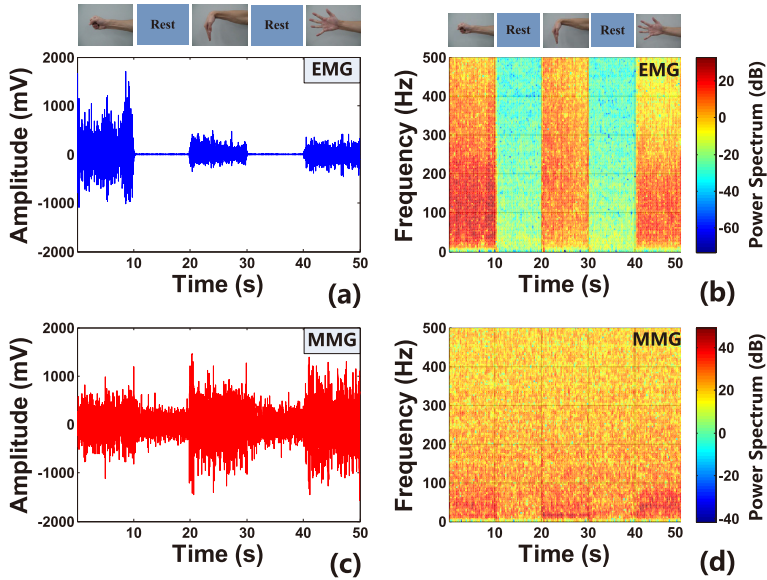 Rest Rest
Rest Rest
EMG
2000
1000
0
-1000
-2000
Amplitude (mV)
10 20 30 40 50
Time (s)
(a)
EMG
500
400
300
200
100
0
Frequency (Hz)
0 10 20 30 40 50
Time (s)
(b)
20
0
-20
-40
-60
Power Spectrum (dB)
MMG
2000
1000
0
-1000
-2000
Amplitude (mV)
10 20 30 40 50
Time (s)
(c)
MMG
500
400
300
200
100
50
0
Frequency (Hz)
0 10 20 30 40 50
Time (s)
(d)
40
20
0
-20
-40
Power Spectrum (dB)